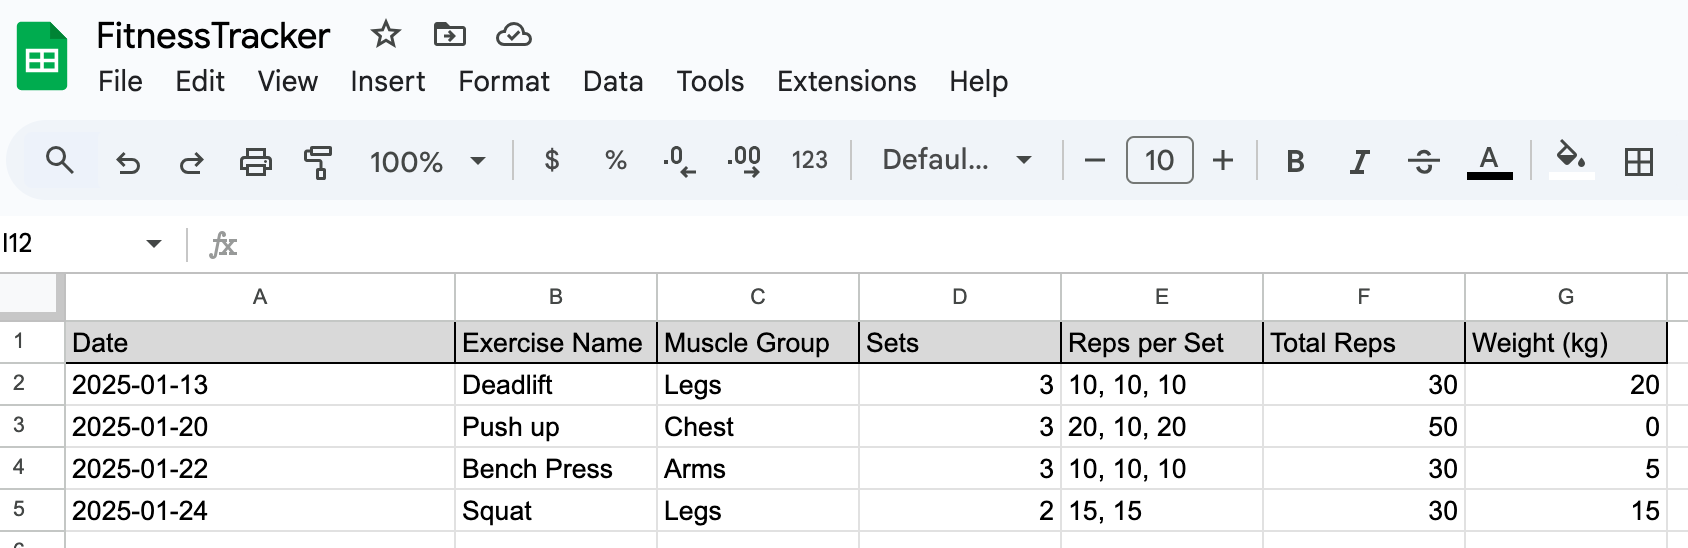 FitnessTracker
File Edit View Insert Format Data Tools Extensions Help
100% $ % .0 .00 123 Defaul... 10 B I S A
I12 fx
A B C D E F G
1 Date Exercise Name Muscle Group Sets Reps per Set Total Reps Weight (kg)
2 2025-01-13 Deadlift Legs 3 10, 10, 10 30 20
3 2025-01-20 Push up Chest 3 20, 10, 20 50 0
4 2025-01-22 Bench Press Arms 3 10, 10, 10 30 5
5 2025-01-24 Squat Legs 2 15, 15 30 15